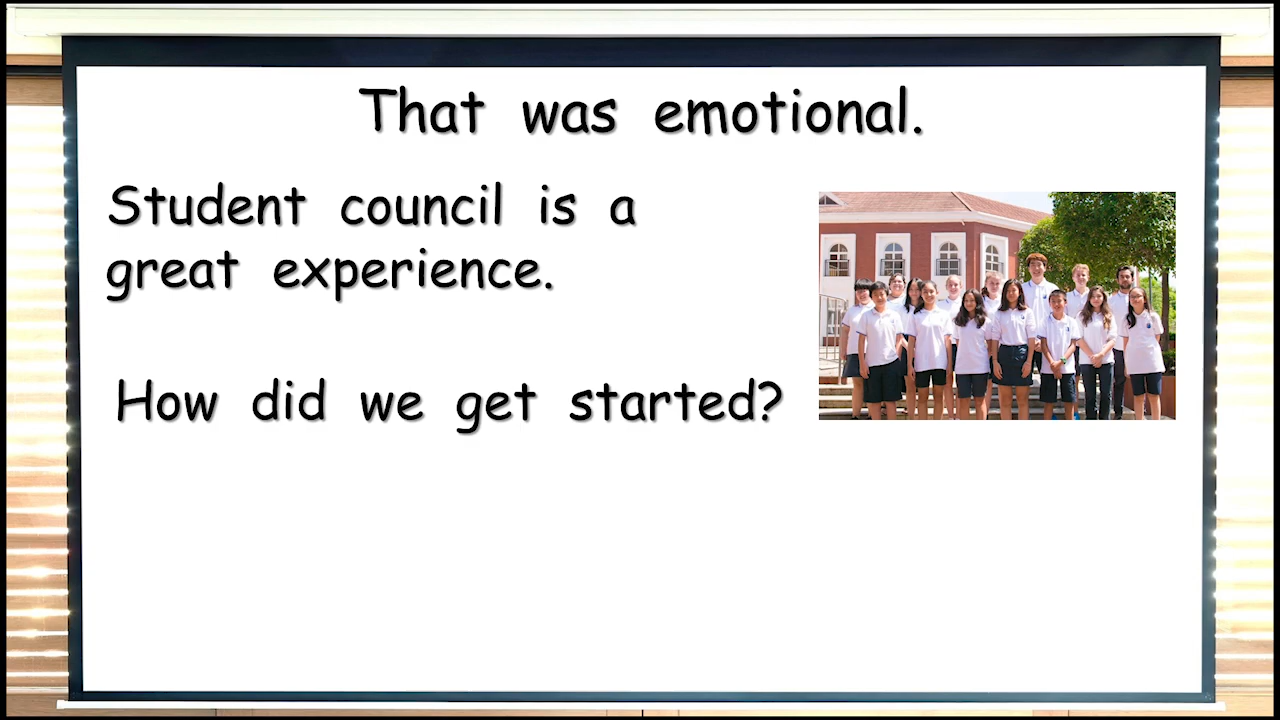 That was emotional.
Student council is a
great experience.
How did we get started?